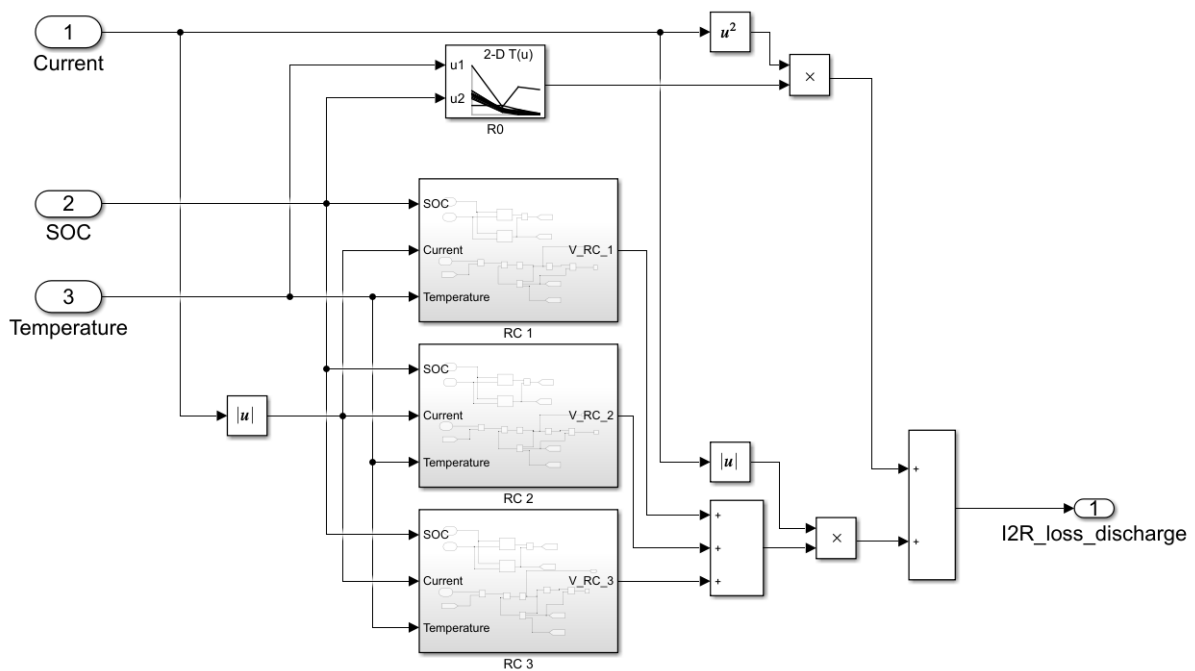 1
Current
u²
2-D T(u)
u1
u2
R0
×
2
SOC
3
Temperature
SOC
Current
Temperature
V_RC_1
RC 1
|u|
SOC
Current
Temperature
V_RC_2
RC 2
SOC
Current
Temperature
V_RC_3
RC 3
|u|
+
+
+
×
+
+
1
I2R_loss_discharge